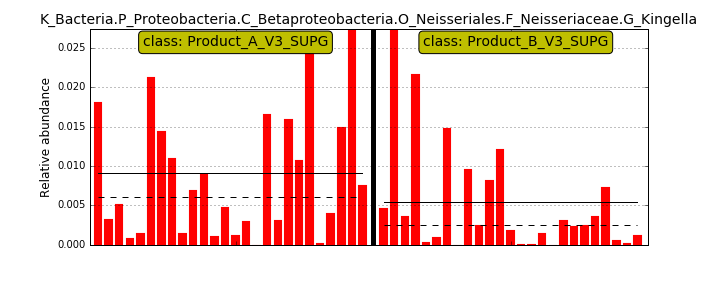 K_Bacteria.P_Proteobacteria.C_Betaproteobacteria.O_Neisseriales.F_Neisseriaceae.G_Kingella
class: Product_A_V3_SUPG
class: Product_B_V3_SUPG
Relative abundance
0.025
0.020
0.015
0.010
0.005
0.000